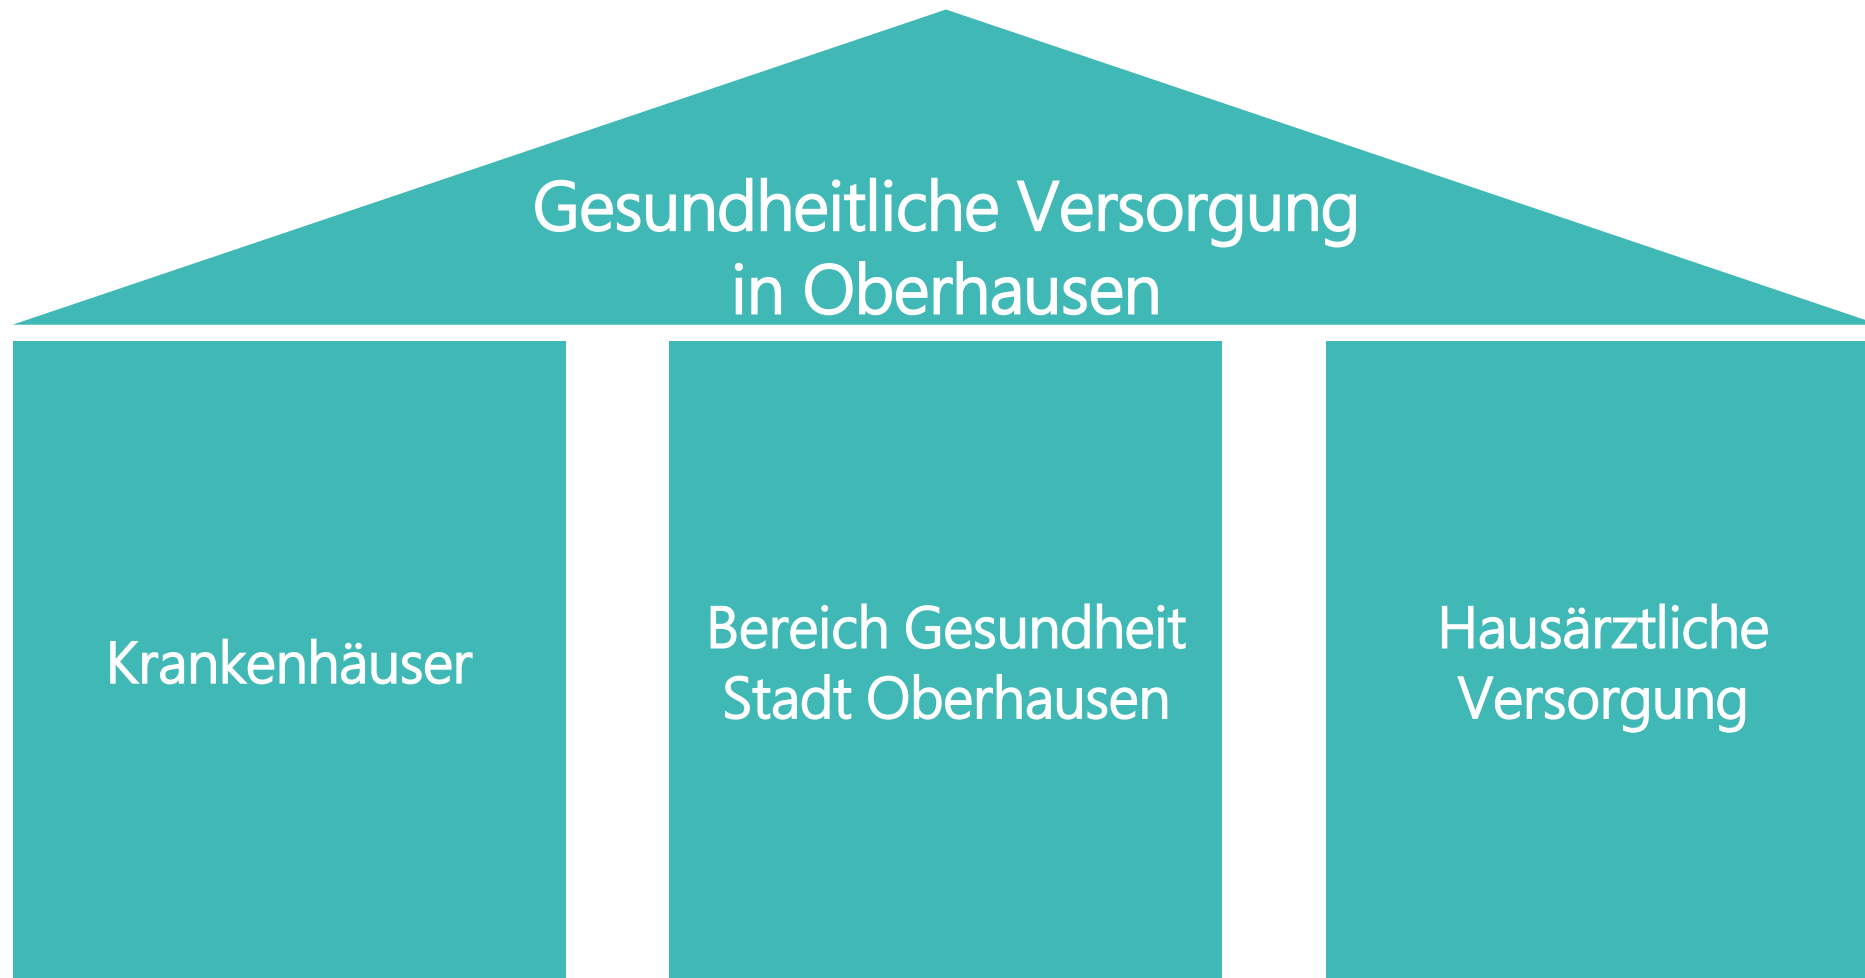 Gesundheitliche Versorgung
in Oberhausen
Krankenhäuser
Bereich Gesundheit
Stadt Oberhausen
Hausärztliche
Versorgung